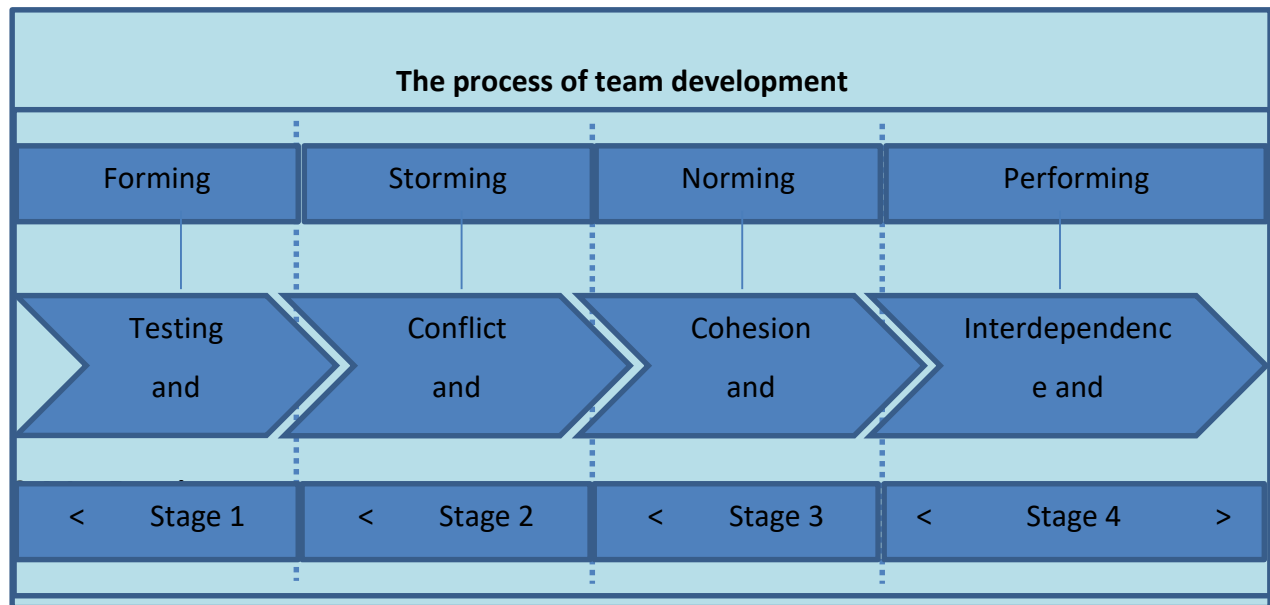 The process of team development
Forming Storming Norming Performing
Testing Conflict Cohesion Interdependenc
and and and e and
< Stage 1 < Stage 2 < Stage 3 < Stage 4 >